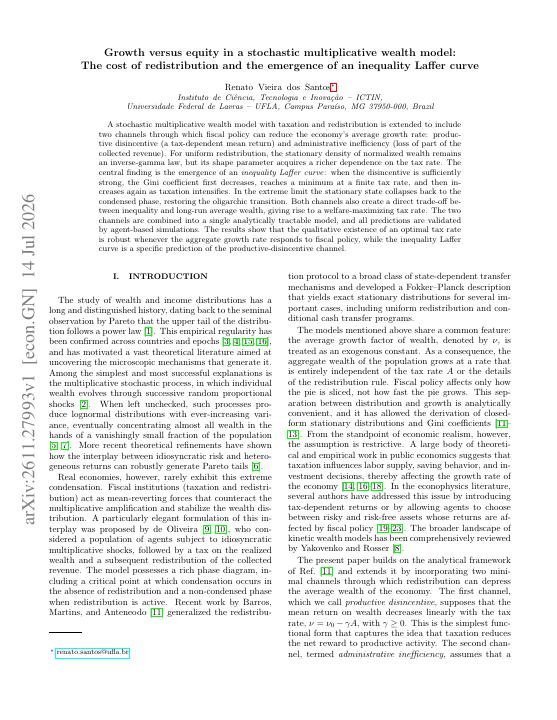 Growth versus equity in a stochastic multiplicative wealth model:
The cost of redistribution and the emergence of an inequality Laffer curve
Renato Vieira dos Santos*
Instituto de Ciência, Tecnologia e Inovação – ICTIN,
Universidade Federal de Lavras – UFLA, Campus Paraíso, MG 37950-000, Brazil
A stochastic multiplicative wealth model with taxation and redistribution is extended to include
two channels through which fiscal policy can reduce the economy's average growth rate: produc-
tive disincentive (a tax-dependent mean return) and administrative inefficiency (loss of part of the
collected revenue). For uniform redistribution, the stationary density of normalized wealth remains
an inverse-gamma law, but its shape parameter acquires a richer dependence on the tax rate. The
central finding is the emergence of an inequality Laffer curve: when the disincentive is sufficiently
strong, the Gini coefficient first decreases, reaches a minimum at a finite tax rate, and then in-
creases again as taxation intensifies. In the extreme limit the stationary state collapses back to the
condensed phase, restoring the oligarchic transition. Both channels also create a direct trade-off be-
tween inequality and long-run average wealth, giving rise to a welfare-maximizing tax rate. The two
channels are combined into a single analytically tractable model, and all predictions are validated
by agent-based simulations. The results show that the qualitative existence of an optimal tax rate
is robust whenever the aggregate growth rate responds to fiscal policy, while the inequality Laffer
curve is a specific prediction of the productive-disincentive channel.
arXiv:2611.27993v1 [econ.GN] 14 Jul 2026
I. INTRODUCTION
The study of wealth and income distributions has a
long and distinguished history, dating back to the seminal
observation by Pareto that the upper tail of the distribu-
tion follows a power law [1]. This empirical regularity has
been confirmed across countries and epochs [3, 4, 15, 16],
and has motivated a vast theoretical literature aimed at
uncovering the microscopic mechanisms that generate it.
Among the simplest and most successful explanations is
the multiplicative stochastic process, in which individual
wealth evolves through successive random proportional
shocks [2]. When left unchecked, such processes pro-
duce lognormal distributions with ever-increasing vari-
ance, eventually concentrating almost all wealth in the
hands of a vanishingly small fraction of the population
[5–7]. More recent theoretical refinements have shown
how the interplay between idiosyncratic risk and hetero-
geneous returns can robustly generate Pareto tails [6].
Real economies, however, rarely exhibit this extreme
condensation. Fiscal institutions (taxation and redistri-
bution) act as mean-reverting forces that counteract the
multiplicative amplification and stabilize the wealth dis-
tribution. A particularly elegant formulation of this in-
terplay was proposed by de Oliveira [9, 10], who con-
sidered a population of agents subject to idiosyncratic
multiplicative shocks, followed by a tax on the realized
wealth and a subsequent redistribution of the collected
revenue. The model possesses a rich phase diagram, in-
cluding a critical point at which condensation occurs in
the absence of redistribution and a non-condensed phase
when redistribution is active. Recent work by Barros,
Martins, and Anteneodo [11] generalized the redistribu-
* renato.santos@ufla.br
tion protocol to a broad class of state-dependent transfer
mechanisms and developed a Fokker–Planck description
that yields exact stationary distributions for several im-
portant cases, including uniform redistribution and con-
ditional cash transfer programs.
The models mentioned above share a common feature:
the average growth factor of wealth, denoted by ν, is
treated as an exogenous constant. As a consequence, the
aggregate wealth of the population grows at a rate that
is entirely independent of the tax rate A or the details
of the redistribution rule. Fiscal policy affects only how
the pie is sliced, not how fast the pie grows. This sep-
aration between distribution and growth is analytically
convenient, and it has allowed the derivation of closed-
form stationary distributions and Gini coefficients [11–
13]. From the standpoint of economic realism, however,
the assumption is restrictive. A large body of theoreti-
cal and empirical work in public economics suggests that
taxation influences labor supply, saving behavior, and in-
vestment decisions, thereby affecting the growth rate of
the economy [14, 16–18]. In the econophysics literature,
several authors have addressed this issue by introducing
tax-dependent returns or by allowing agents to choose
between risky and risk-free assets whose returns are af-
fected by fiscal policy [19–23]. The broader landscape of
kinetic wealth models has been comprehensively reviewed
by Yakovenko and Rosser [8].
The present paper builds on the analytical framework
of Ref. [11] and extends it by incorporating two mini-
mal channels through which redistribution can depress
the average wealth of the economy. The first channel,
which we call productive disincentive, supposes that the
mean return on wealth decreases linearly with the tax
rate, ν = ν0 − γA, with γ ≥ 0. This is the simplest func-
tional form that captures the idea that taxation reduces
the net reward to productive activity. The second chan-
nel, termed administrative inefficiency, assumes that a